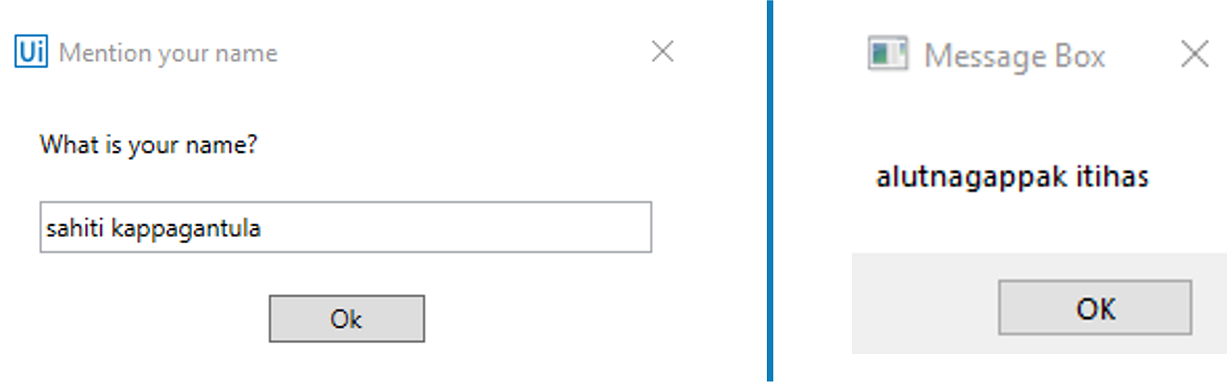 Ui Mention your name
What is your name?
sahiti kappagantula
Ok
Message Box
alutnagappak itihas
OK